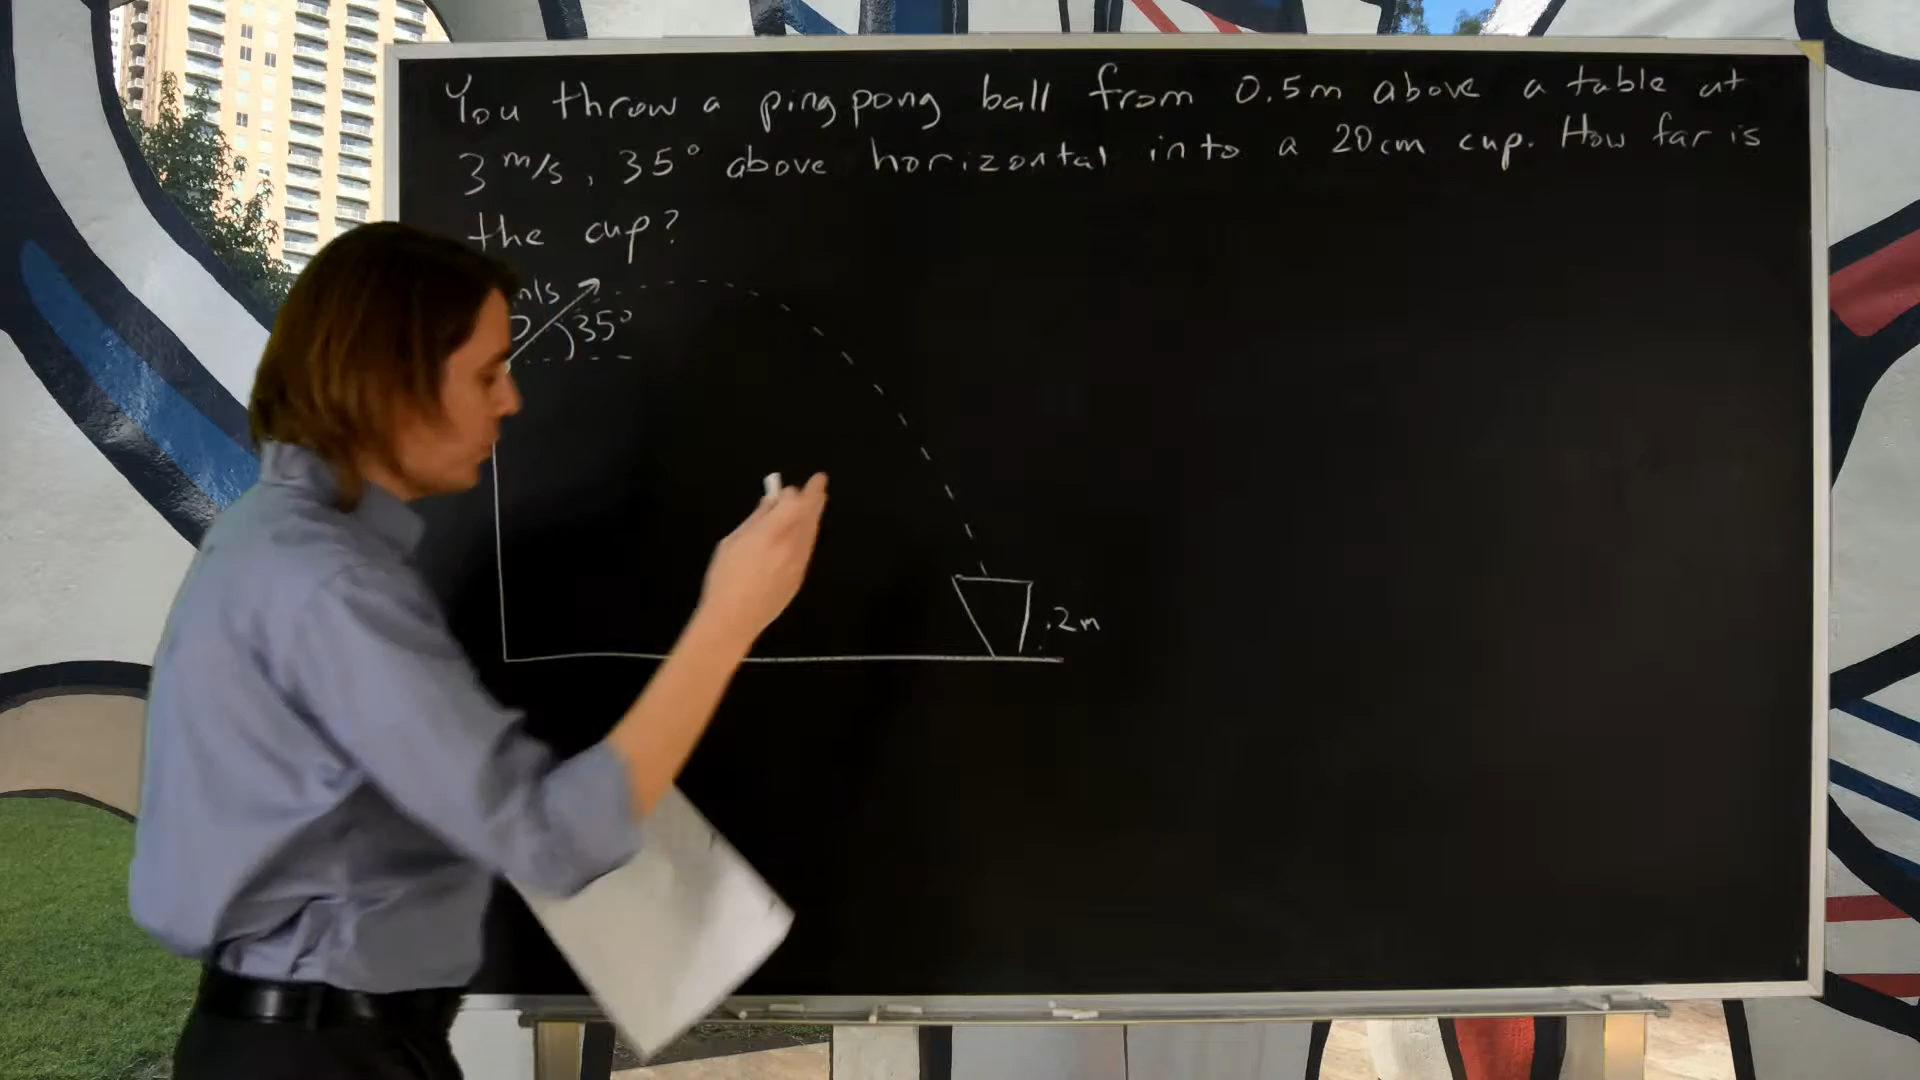 You throw a ping pong ball from 0.5m above a table at
3 m/s, 35° above horizontal into a 20cm cup. How far is
the cup?
m/s
35°
.2m